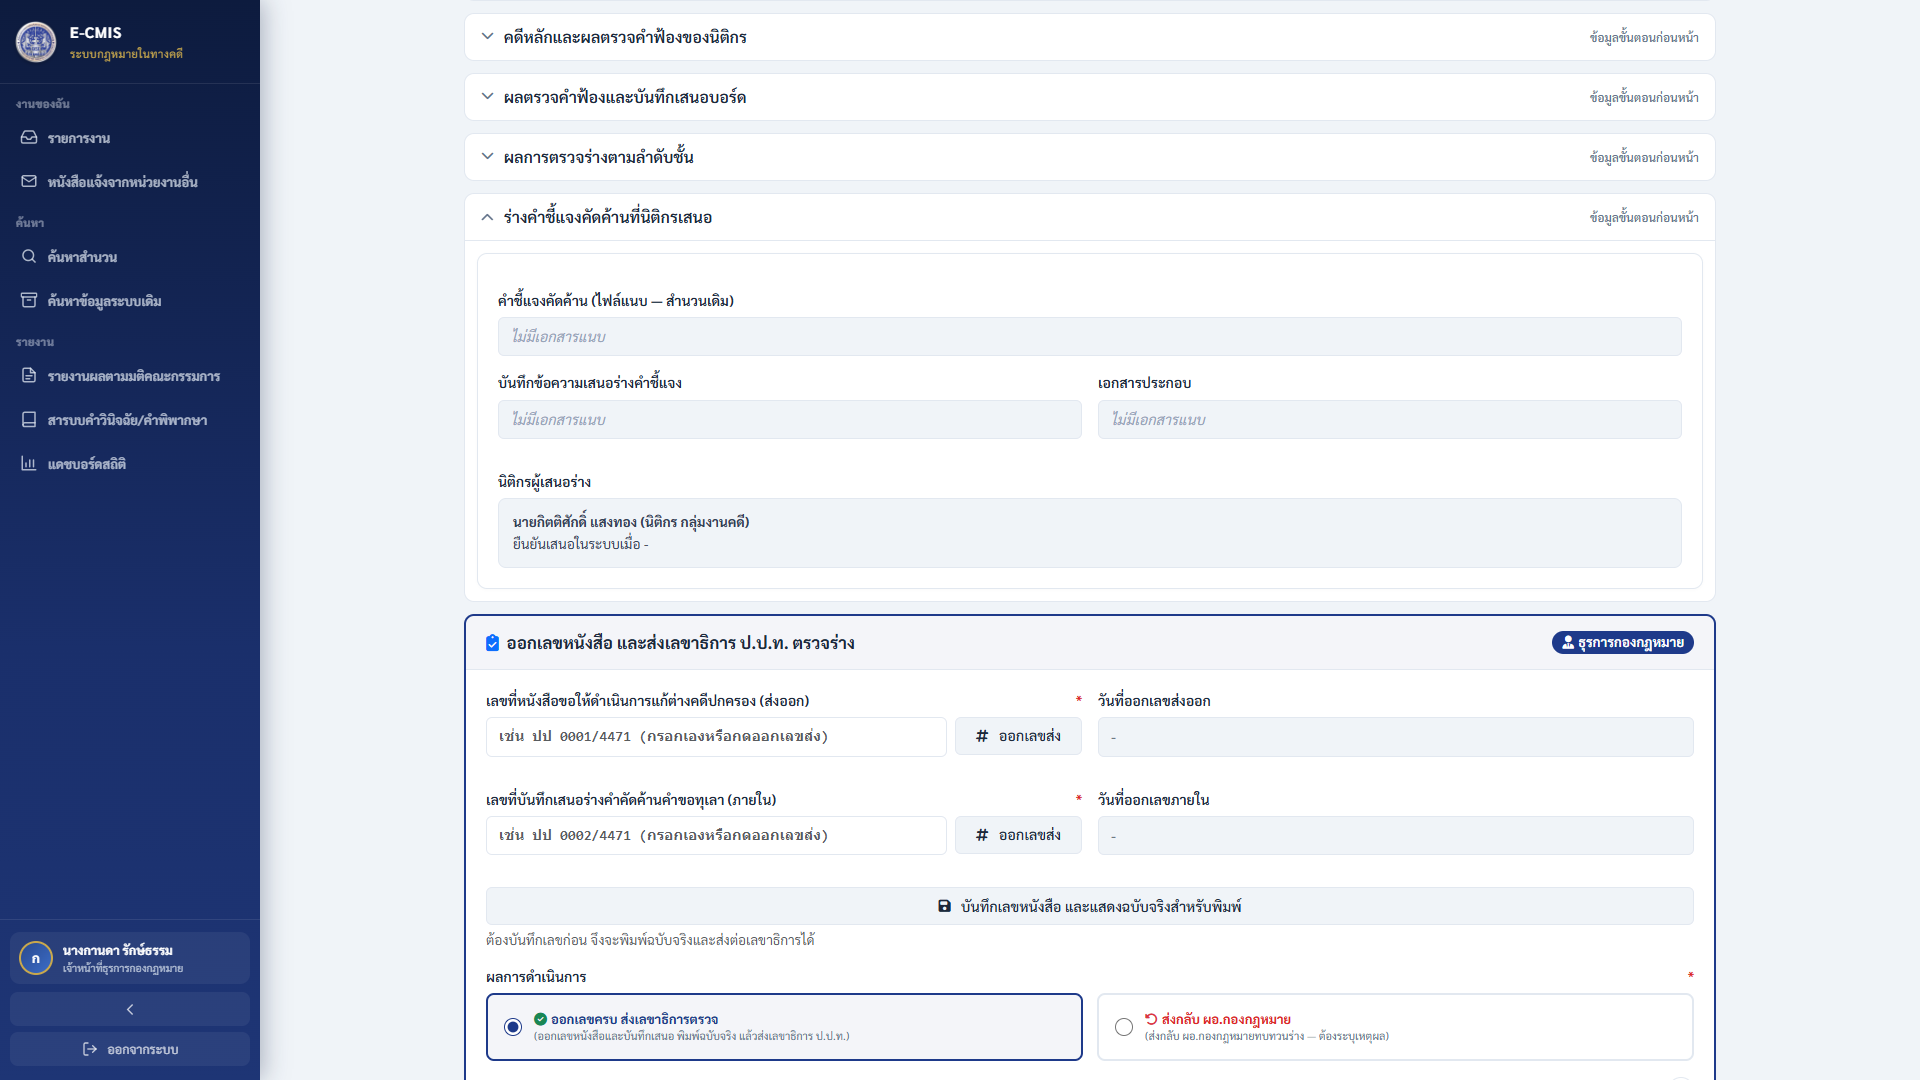 E-CMIS
ระบบกฎหมายในทางคดี
งานของฉัน
รายการงาน
หนังสือแจ้งจากหน่วยงานอื่น
ค้นหา
ค้นหาสำนวน
ค้นหาข้อมูลระบบเดิม
รายงาน
รายงานผลตามมติคณะกรรมการ
สารบบคำวินิจฉัย/คำพิพากษา
แดชบอร์ดสถิติ
ก
นางกานดา รักษ์ธรรม
เจ้าหน้าที่ธุรการกองกฎหมาย
ออกจากระบบ
คดีหลักและผลตรวจคำฟ้องของนิติกร
ข้อมูลขั้นตอนก่อนหน้า
ผลตรวจคำฟ้องและบันทึกเสนอบอร์ด
ข้อมูลขั้นตอนก่อนหน้า
ผลการตรวจร่างตามลำดับชั้น
ข้อมูลขั้นตอนก่อนหน้า
ร่างคำชี้แจงคัดค้านที่นิติกรเสนอ
ข้อมูลขั้นตอนก่อนหน้า
คำชี้แจงคัดค้าน (ไฟล์แนบ — สำนวนเดิม)
ไม่มีเอกสารแนบ
บันทึกข้อความเสนอร่างคำชี้แจง
เอกสารประกอบ
ไม่มีเอกสารแนบ
ไม่มีเอกสารแนบ
นิติกรผู้เสนอร่าง
นายกิตติศักดิ์ แสงทอง (นิติกร กลุ่มงานคดี)
ยืนยันเสนอในระบบเมื่อ -
ออกเลขหนังสือ และส่งเลขาธิการ ป.ป.ท. ตรวจร่าง
ธุรการกองกฎหมาย
เลขที่หนังสือขอให้ดำเนินการแก้ต่างคดีปกครอง (ส่งออก) *
วันที่ออกเลขส่งออก
เช่น ปป 0001/4471 (กรอกเองหรือกดออกเลขส่ง)
# ออกเลขส่ง
-
เลขที่บันทึกเสนอร่างคำคัดค้านคำขอทุเลา (ภายใน) *
วันที่ออกเลขภายใน
เช่น ปป 0002/4471 (กรอกเองหรือกดออกเลขส่ง)
# ออกเลขส่ง
-
บันทึกเลขหนังสือ และแสดงฉบับจริงสำหรับพิมพ์
ต้องบันทึกเลขก่อน จึงจะพิมพ์ฉบับจริงและส่งต่อเลขาธิการได้
ผลการดำเนินการ *
ออกเลขครบ ส่งเลขาธิการตรวจ
(ออกเลขหนังสือและบันทึกเสนอ พิมพ์ฉบับจริง แล้วส่งเลขาธิการ ป.ป.ท.)
ส่งกลับ ผอ.กองกฎหมาย
(ส่งกลับ ผอ.กองกฎหมายทบทวนร่าง — ต้องระบุเหตุผล)